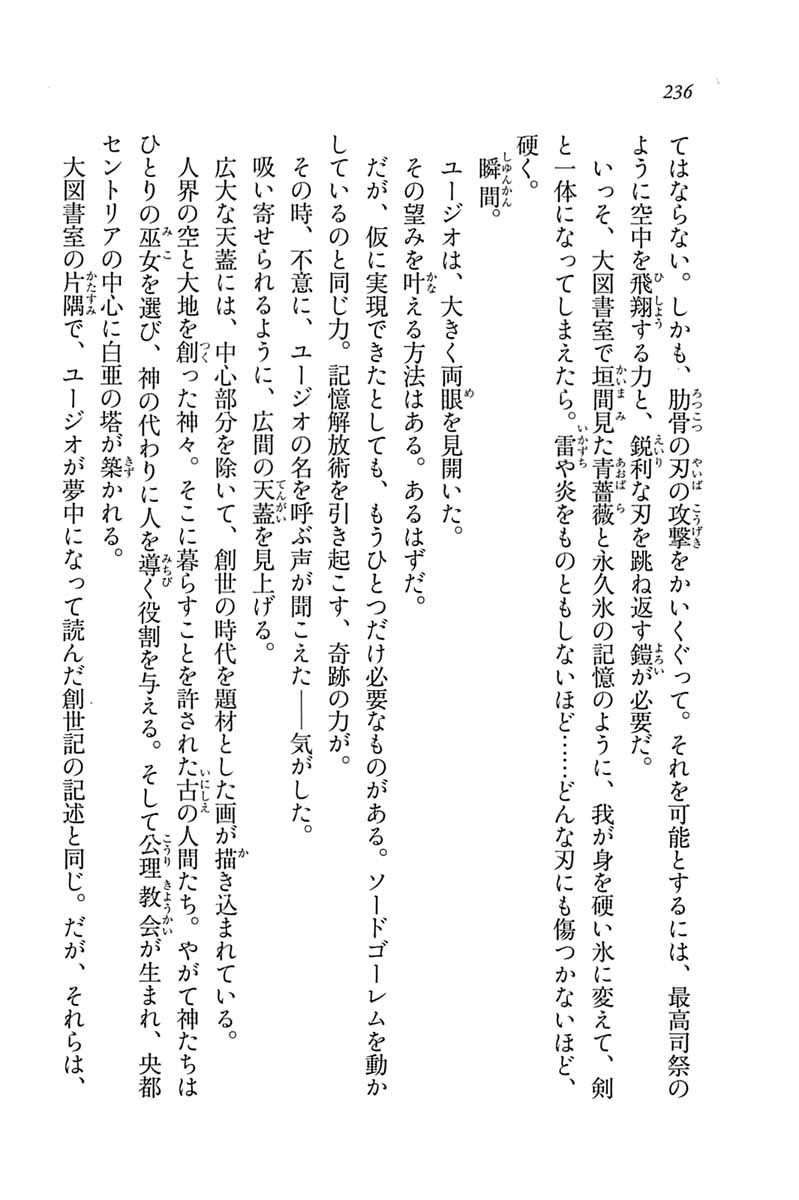 236
てはならない。しかも、肋骨の刃の攻撃をかいくぐって。それを可能とするには、最高司祭の
ように空中を飛翔する力と、鋭利な刃を跳ね返す鎧が必要だ。
いっそ、大図書室で垣間見た青薔薇と永久氷の記憶のように、我が身を硬い氷に変えて、剣
と一体になってしまえたら。雷や炎をものともしないほど……どんな刃にも傷つかないほど、
硬く。
瞬間。
ユージオは、大きく両眼を見開いた。
その望みを叶える方法はある。あるはずだ。
だが、仮に実現できたとしても、もうひとつだけ必要なものがある。ソードゴーレムを動か
しているのと同じ力。記憶解放術を引き起こす、奇跡の力が。
その時、不意に、ユージオの名を呼ぶ声が聞こえた――気がした。
吸い寄せられるように、広間の天蓋を見上げる。
広大な天蓋には、中心部分を除いて、創世の時代を題材とした画が描き込まれている。
人界の空と大地を創った神々。そこに暮らすことを許された古の人間たち。やがて神たちは
ひとりの巫女を選び、神の代わりに人を導く役割を与える。そして公理教会が生まれ、央都
セントリアの中心に白亜の塔が築かれる。
大図書室の片隅で、ユージオが夢中になって読んだ創世記の記述と同じ。だが、それらは、